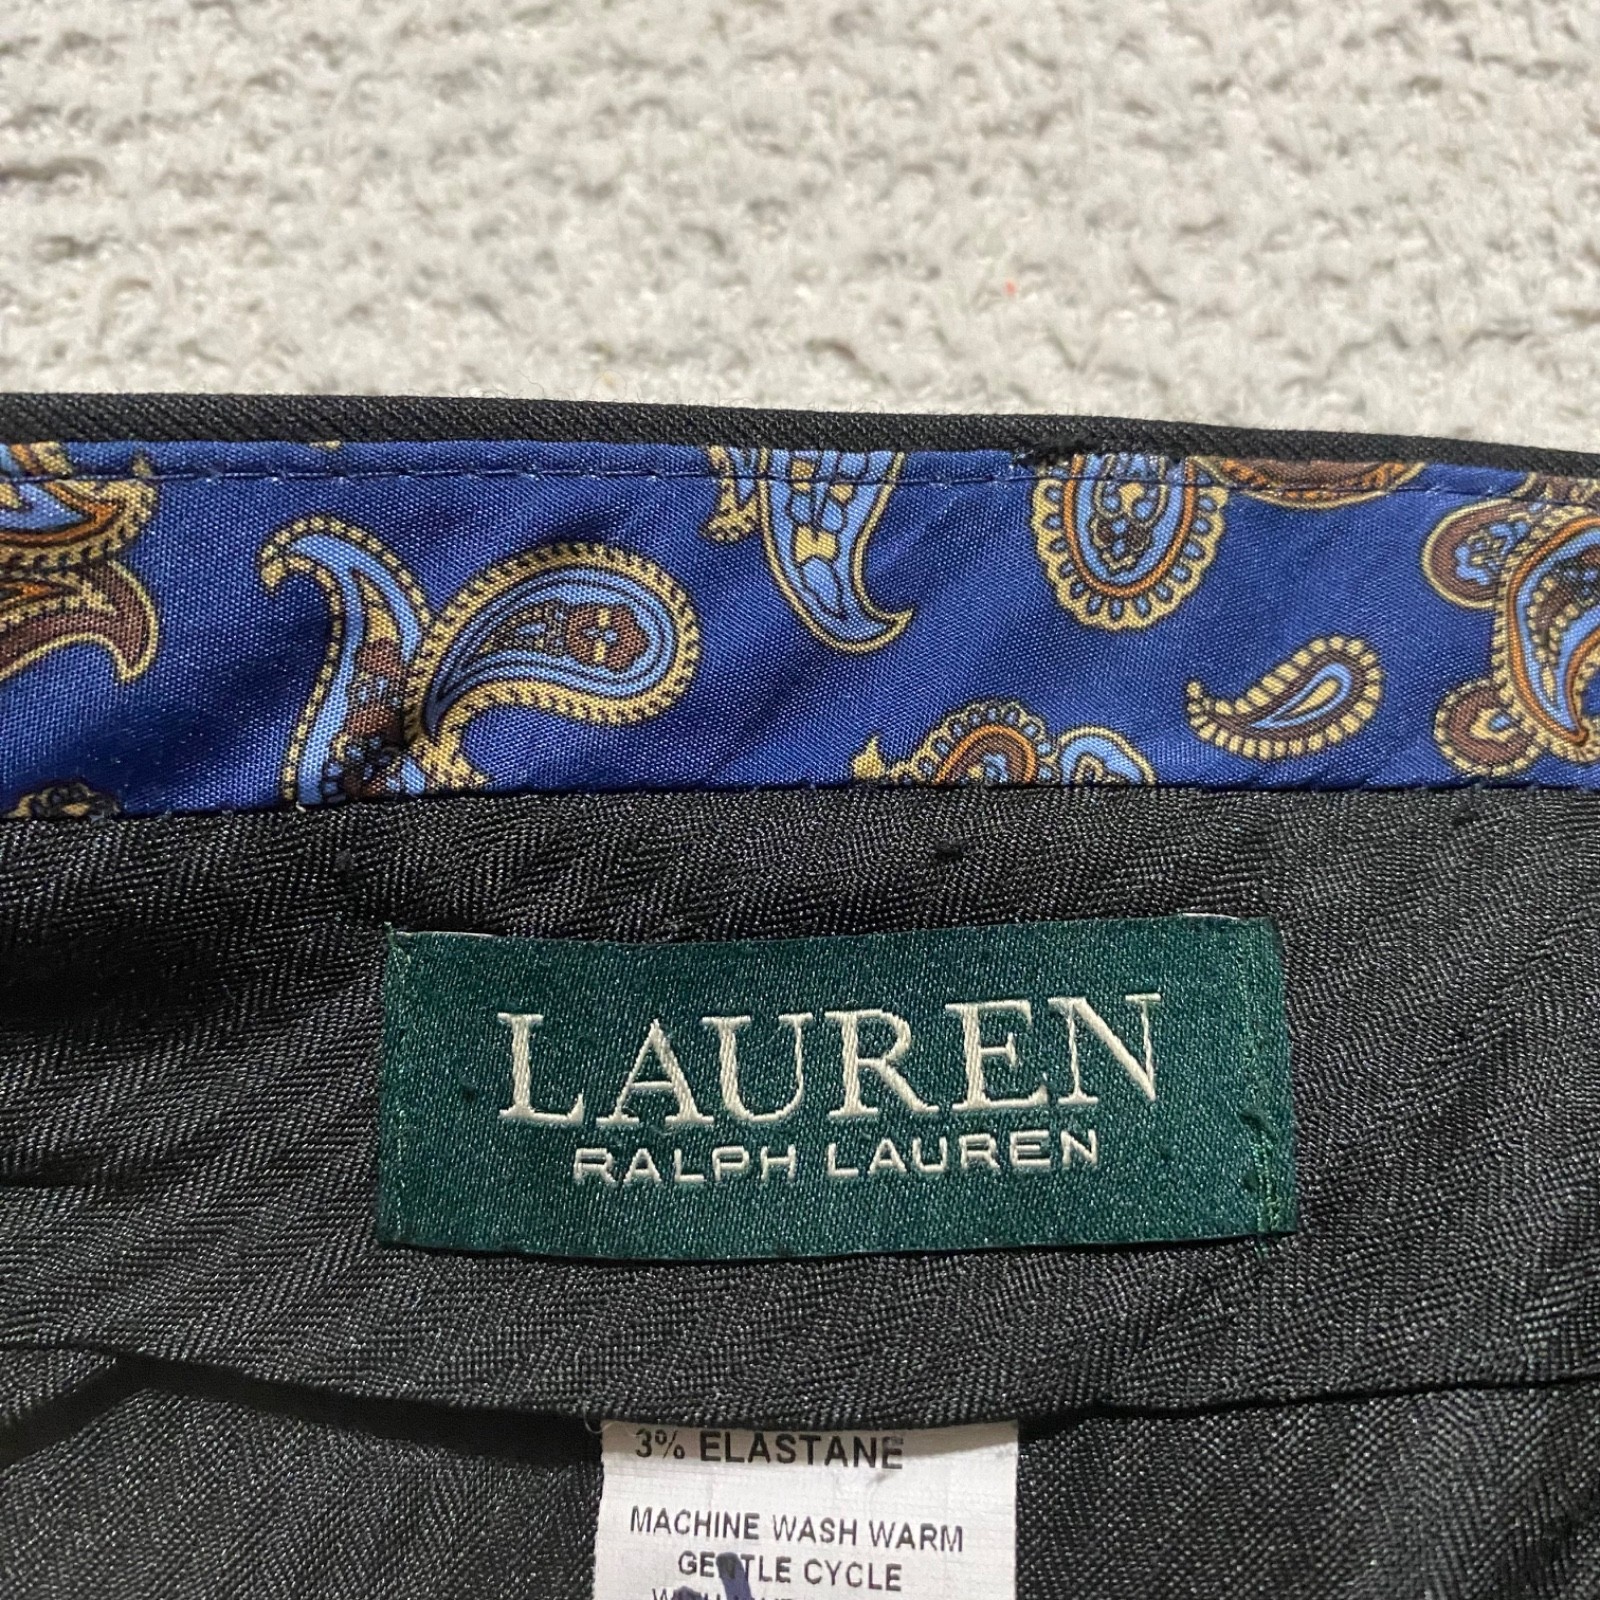 LAUREN
RALPH LAUREN
3% ELASTANE
MACHINE WASH WARM
GENTLE CYCLE